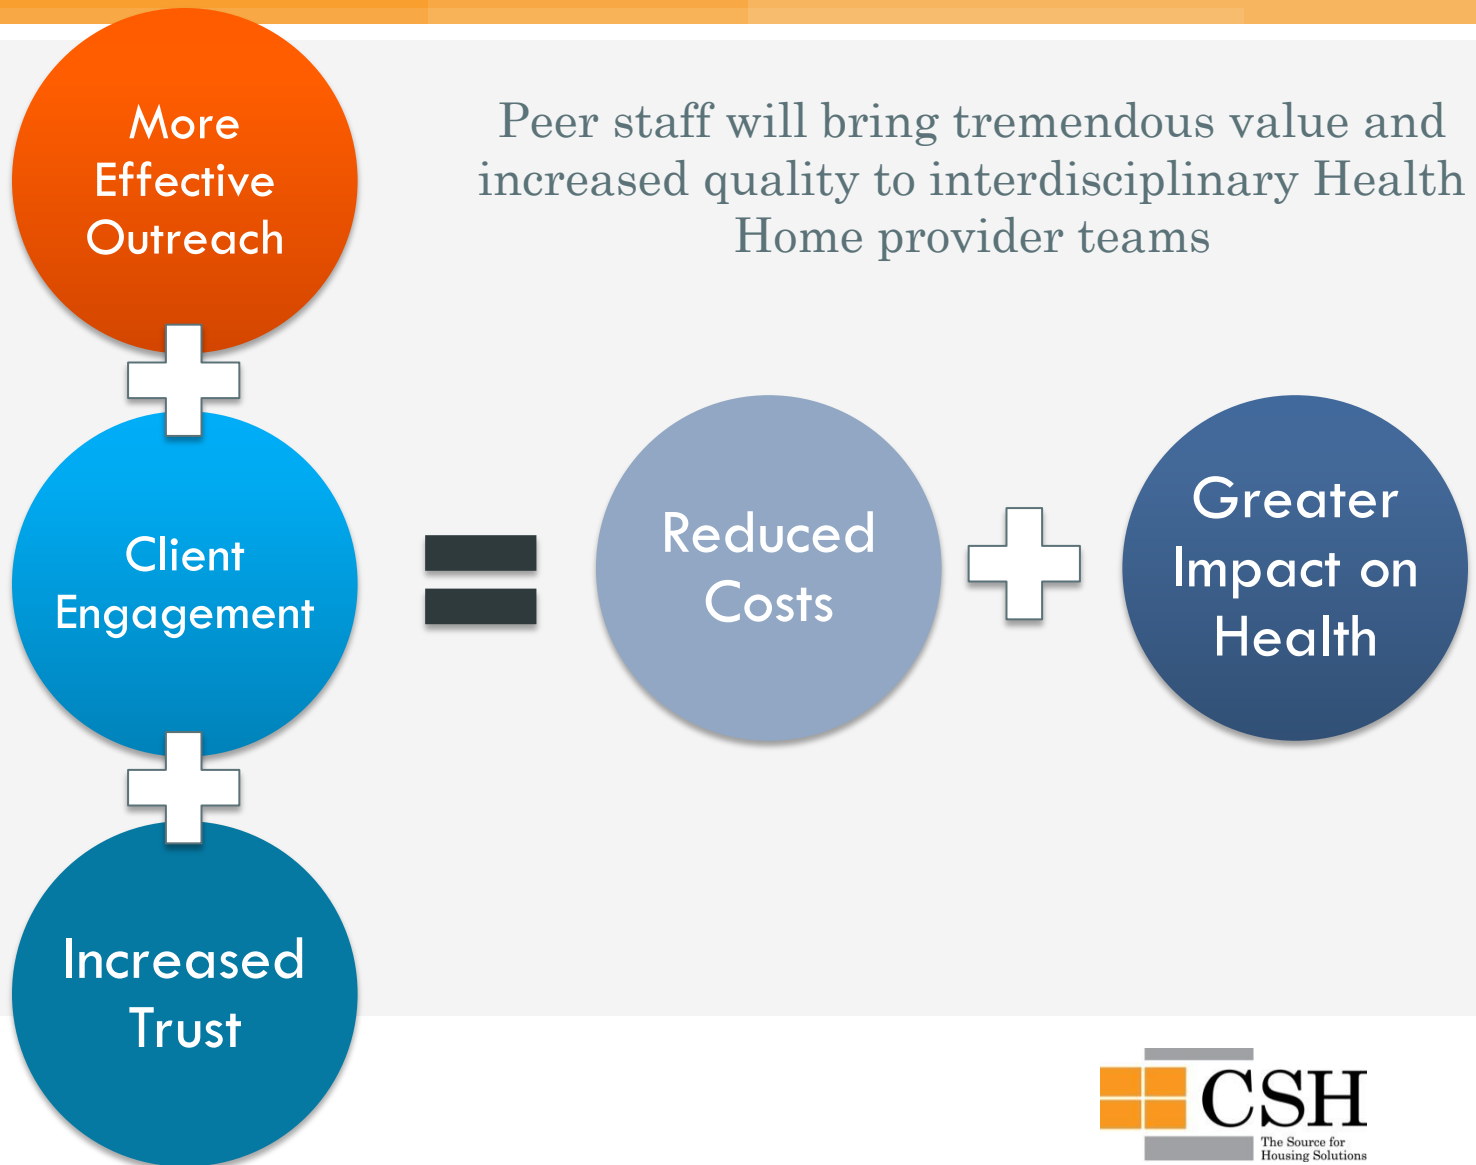 More
Effective
Outreach
Peer staff will bring tremendous value and
increased quality to interdisciplinary Health
Home provider teams
Client
Engagement
Reduced
Costs
Greater
Impact on
Health
Increased
Trust
CSH
The Source for
Housing Solutions